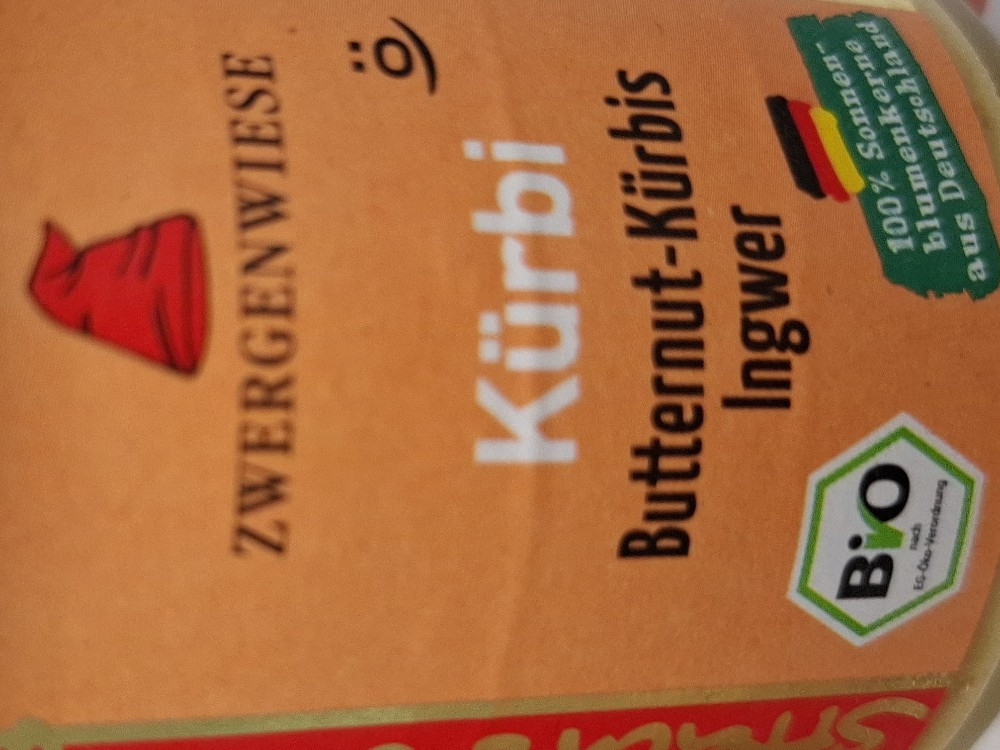 ZWERGENWIESE
ö
Kürbi
Butternut-Kürbis
Ingwer
100% Sonnen-
blumenkerne
aus Deutschland
Bio
nach
EG-Öko-Verordnung